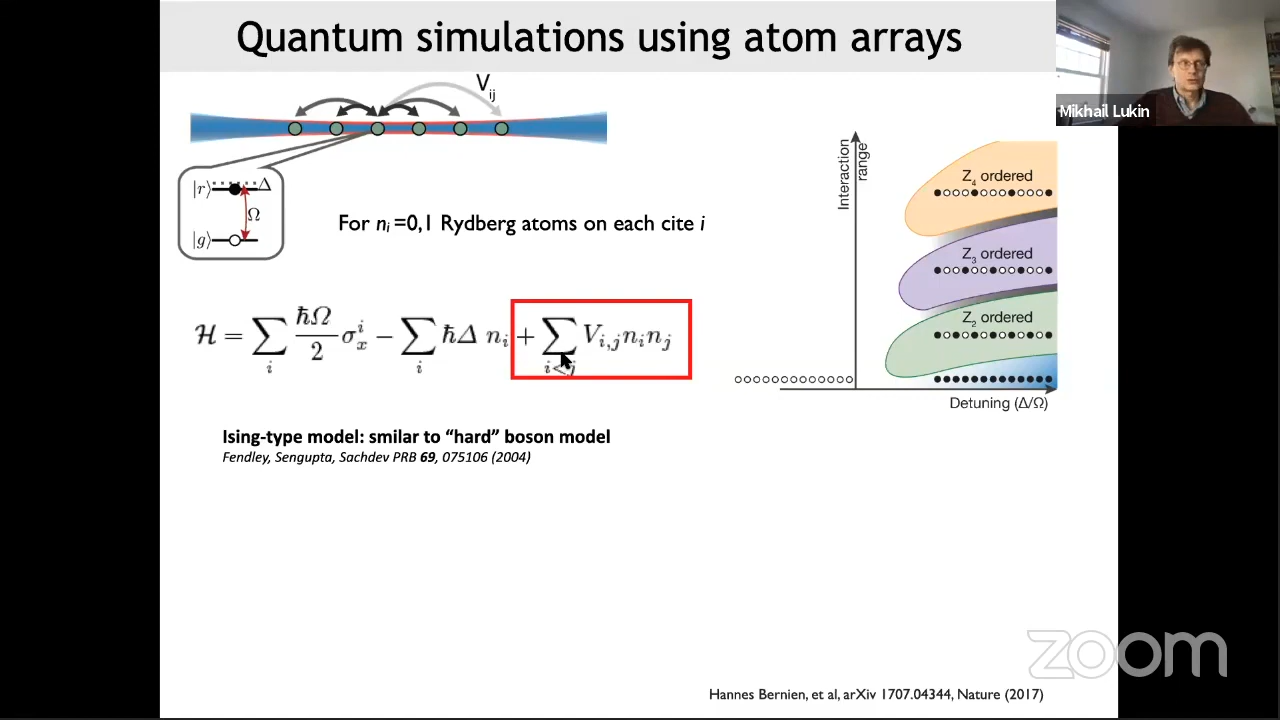 Quantum simulations using atom arrays
Mikhail Lukin
V_ij
|r⟩ Δ
Ω
|g⟩
For n_i =0,1 Rydberg atoms on each cite i
ℋ = ∑_i ħΩ/2 σ_x^i − ∑_i ħΔ n_i + ∑_{i<j} V_{i,j} n_i n_j
Ising-type model: smilar to “hard” boson model
Fendley, Sengupta, Sachdev PRB 69, 075106 (2004)
Interaction
range
Z_4 ordered
Z_3 ordered
Z_2 ordered
Detuning (Δ/Ω)
zoom
Hannes Bernien, et al, arXiv 1707.04344, Nature (2017)